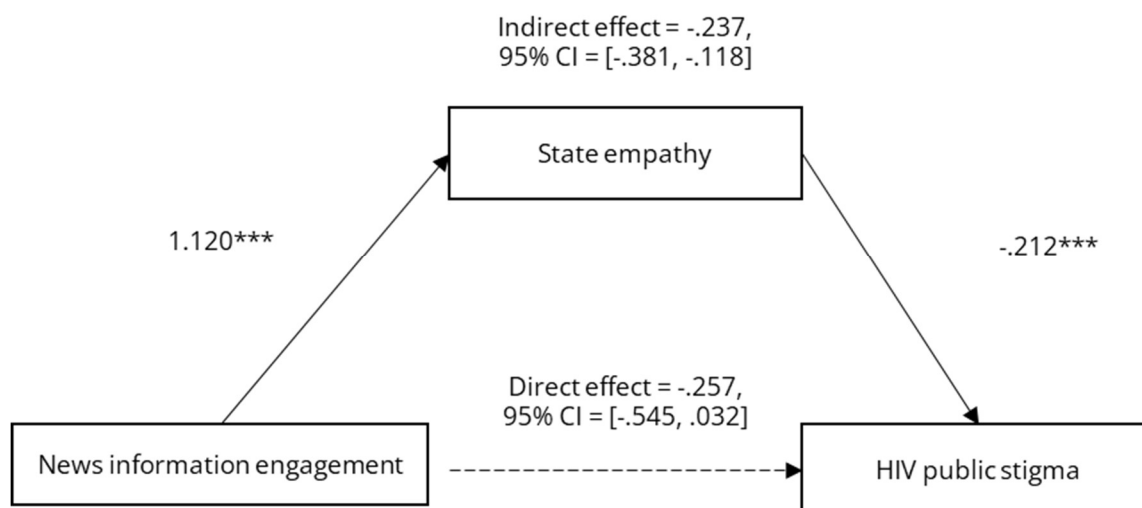 Indirect effect = -.237,
95% CI = [-.381, -.118]
State empathy
1.120***
-.212***
Direct effect = -.257,
95% CI = [-.545, .032]
News information engagement
HIV public stigma